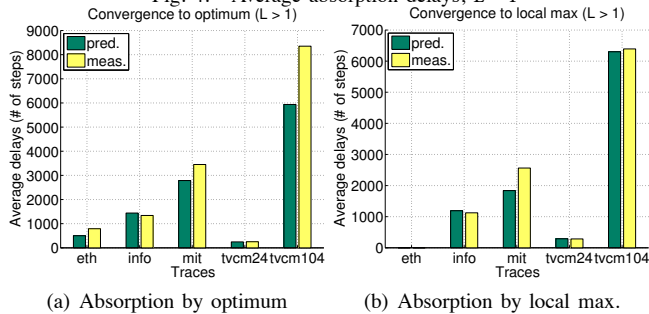 Fig. 4. Average absorption delays, L = 1
Convergence to optimum (L > 1)
Average delays (# of steps)
9000
8000
7000
6000
5000
4000
3000
2000
1000
0
pred.
meas.
eth info mit tvcm24 tvcm104
Traces
(a) Absorption by optimum
Convergence to local max (L > 1)
Average delays (# of steps)
7000
6000
5000
4000
3000
2000
1000
0
pred.
meas.
eth info mit tvcm24 tvcm104
Traces
(b) Absorption by local max.